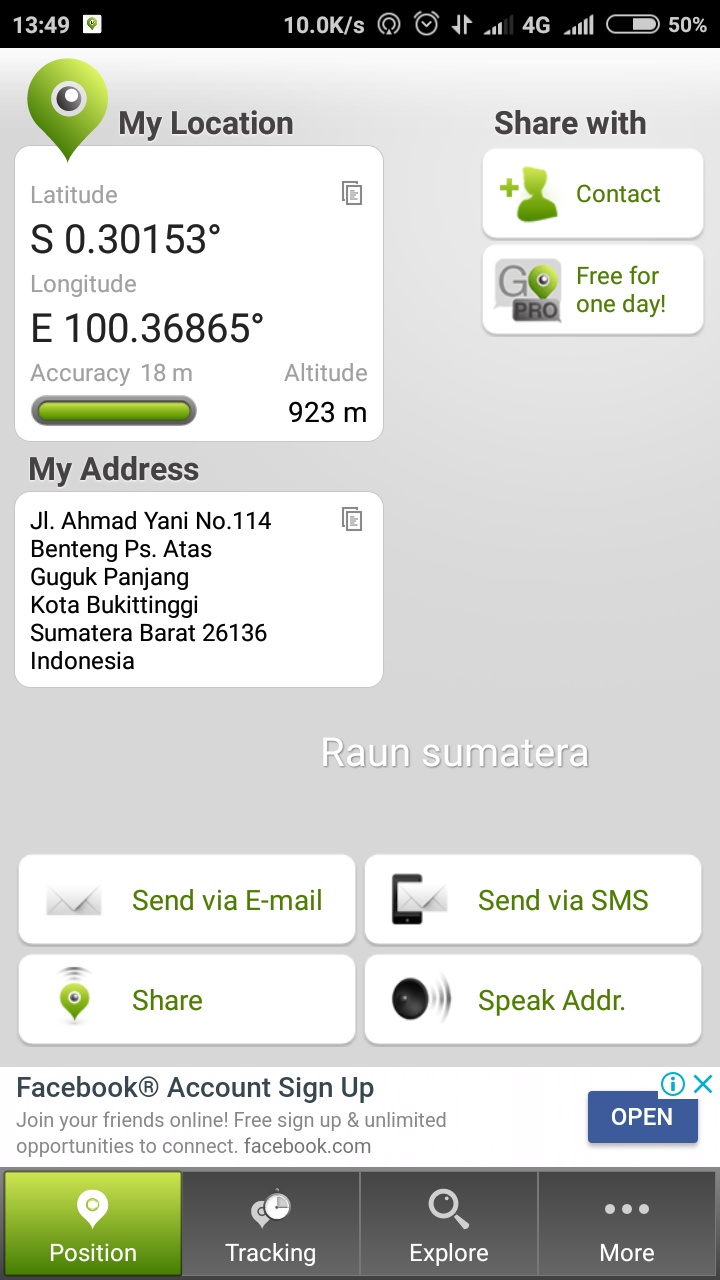 13:49 10.0K/s 4G 50%
My Location
Latitude
S 0.30153°
Longitude
E 100.36865°
Accuracy 18 m
Altitude
923 m
Share with
Contact
GO PRO
Free for
one day!
My Address
Jl. Ahmad Yani No.114
Benteng Ps. Atas
Guguk Panjang
Kota Bukittinggi
Sumatera Barat 26136
Indonesia
Raun sumatera
Send via E-mail
Send via SMS
Share
Speak Addr.
Facebook® Account Sign Up
Join your friends online! Free sign up & unlimited
opportunities to connect. facebook.com
OPEN
Position
Tracking
Explore
More